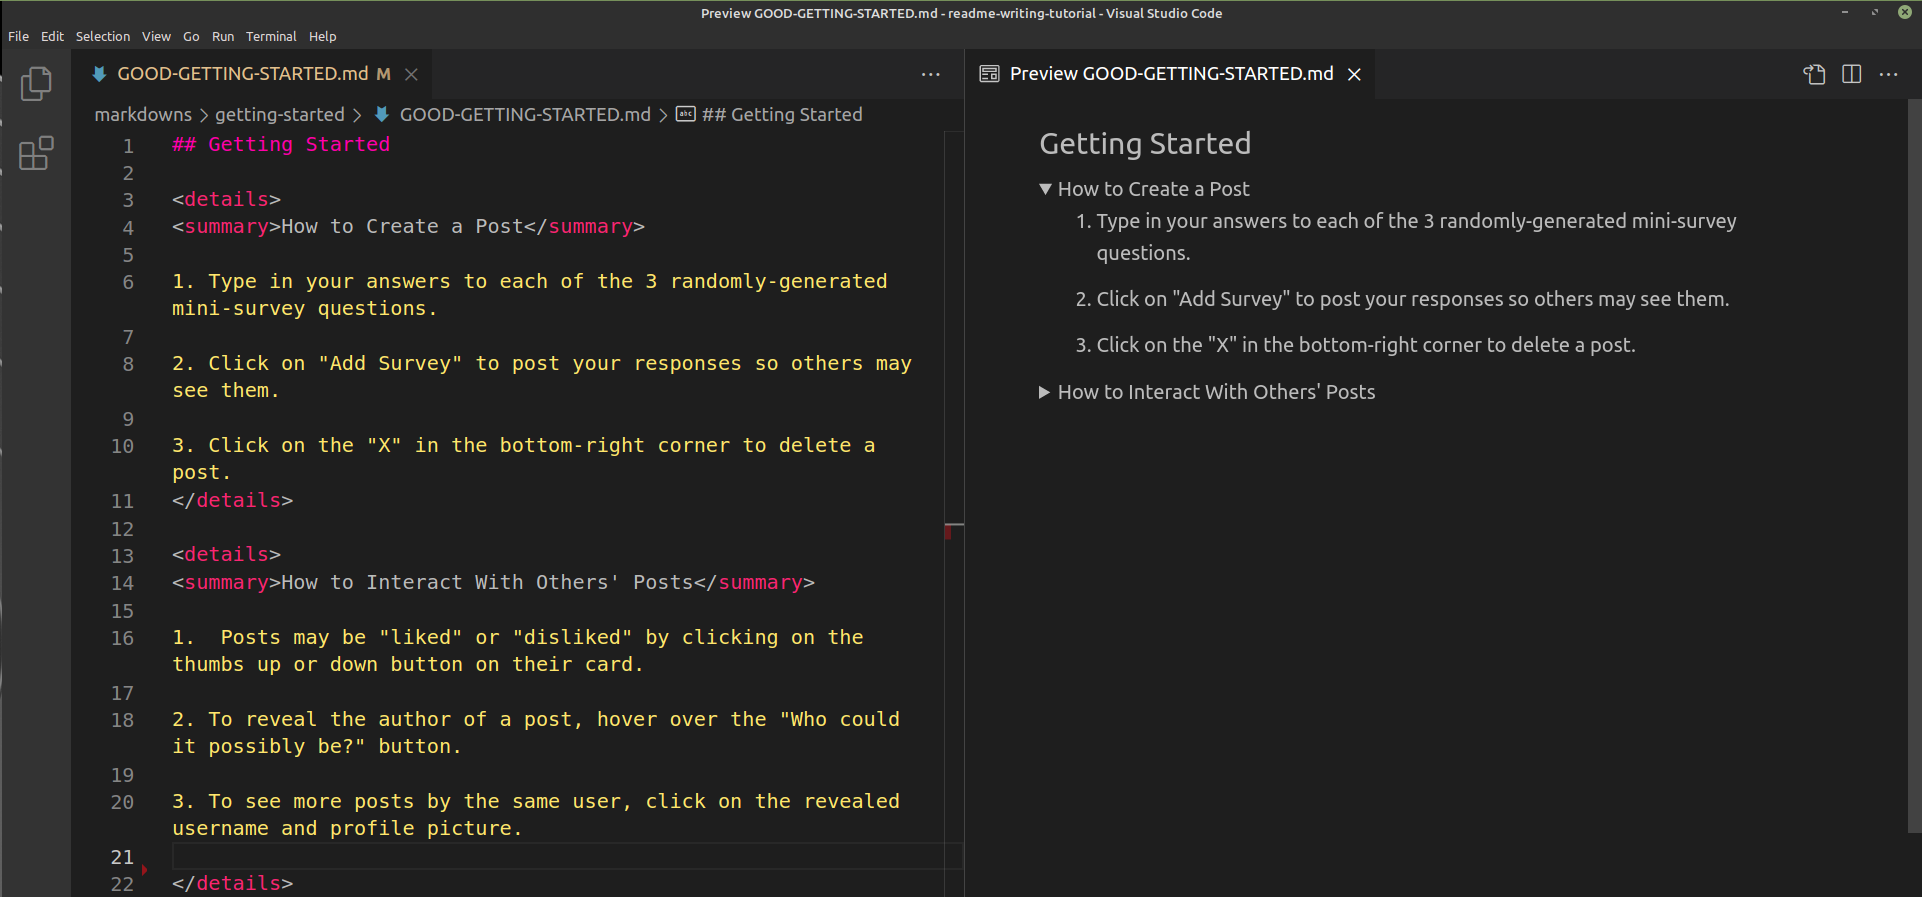 Preview GOOD-GETTING-STARTED.md - readme-writing-tutorial - Visual Studio Code
File Edit Selection View Go Run Terminal Help
GOOD-GETTING-STARTED.md M
markdowns > getting-started > GOOD-GETTING-STARTED.md > abc ## Getting Started
1 ## Getting Started
2
3 <details>
4 <summary>How to Create a Post</summary>
5
6 1. Type in your answers to each of the 3 randomly-generated
mini-survey questions.
7
8 2. Click on "Add Survey" to post your responses so others may
see them.
9
10 3. Click on the "X" in the bottom-right corner to delete a
post.
11 </details>
12
13 <details>
14 <summary>How to Interact With Others' Posts</summary>
15
16 1.  Posts may be "liked" or "disliked" by clicking on the
thumbs up or down button on their card.
17
18 2. To reveal the author of a post, hover over the "Who could
it possibly be?" button.
19
20 3. To see more posts by the same user, click on the revealed
username and profile picture.
21
22 </details>
Preview GOOD-GETTING-STARTED.md
Getting Started
How to Create a Post
1. Type in your answers to each of the 3 randomly-generated mini-survey
questions.
2. Click on "Add Survey" to post your responses so others may see them.
3. Click on the "X" in the bottom-right corner to delete a post.
How to Interact With Others' Posts